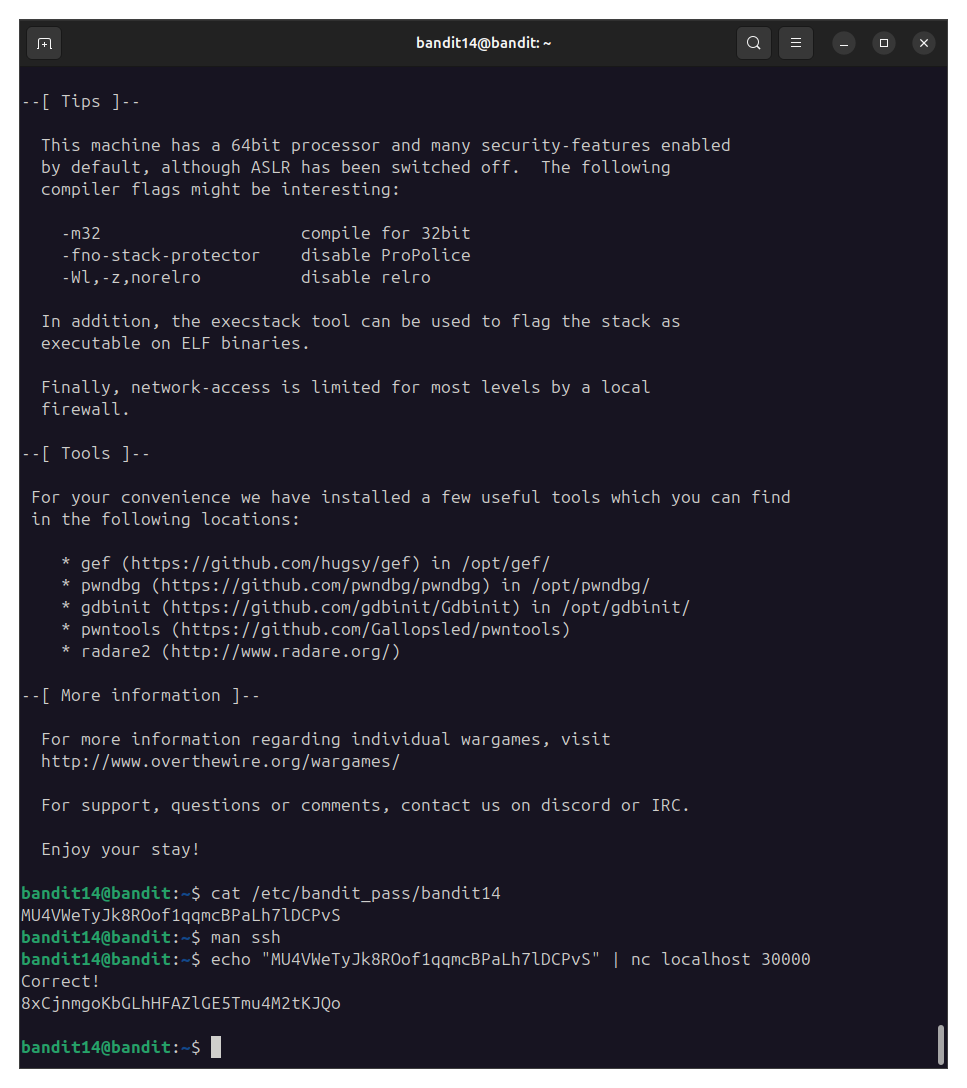 bandit14@bandit: ~
--[ Tips ]--
This machine has a 64bit processor and many security-features enabled
by default, although ASLR has been switched off.  The following
compiler flags might be interesting:
-m32                    compile for 32bit
-fno-stack-protector    disable ProPolice
-Wl,-z,norelro          disable relro
In addition, the execstack tool can be used to flag the stack as
executable on ELF binaries.
Finally, network-access is limited for most levels by a local
firewall.
--[ Tools ]--
For your convenience we have installed a few useful tools which you can find
in the following locations:
* gef (https://github.com/hugsy/gef) in /opt/gef/
* pwndbg (https://github.com/pwndbg/pwndbg) in /opt/pwndbg/
* gdbinit (https://github.com/gdbinit/Gdbinit) in /opt/gdbinit/
* pwntools (https://github.com/Gallopsled/pwntools)
* radare2 (http://www.radare.org/)
--[ More information ]--
For more information regarding individual wargames, visit
http://www.overthewire.org/wargames/
For support, questions or comments, contact us on discord or IRC.
Enjoy your stay!
bandit14@bandit:~$ cat /etc/bandit_pass/bandit14
MU4VWeTyJk8ROof1qqmcBPaLh7lDCPvS
bandit14@bandit:~$ man ssh
bandit14@bandit:~$ echo "MU4VWeTyJk8ROof1qqmcBPaLh7lDCPvS" | nc localhost 30000
Correct!
8xCjnmgoKbGLhHFAZlGE5Tmu4M2tKJQo
bandit14@bandit:~$